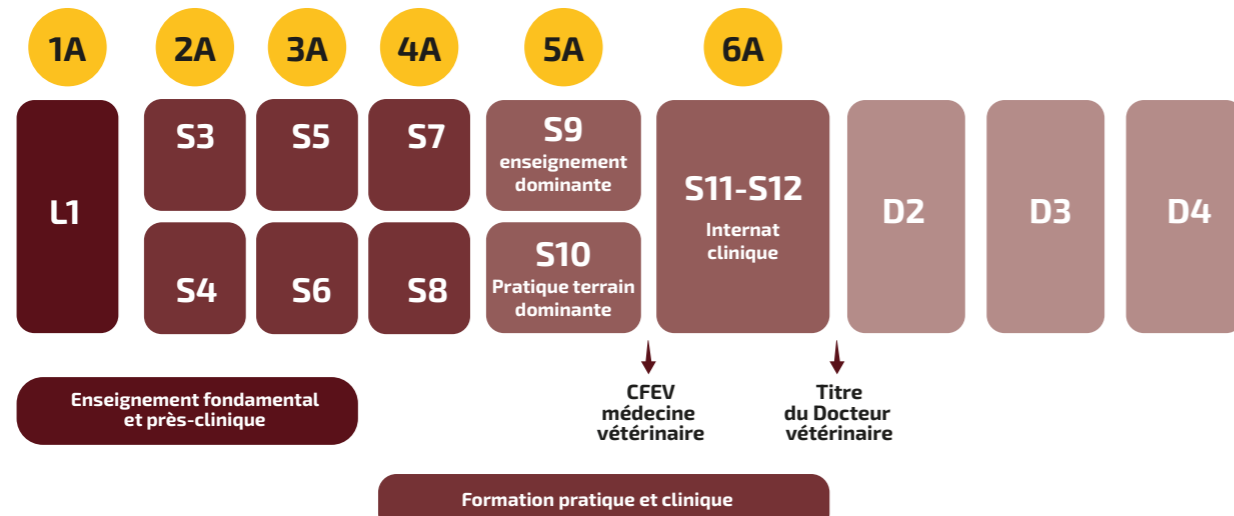 1A
2A
3A
4A
5A
6A
L1
S3
S5
S7
S9
enseignement
dominante
S4
S6
S8
S10
Pratique terrain
dominante
S11-S12
Internat
clinique
D2
D3
D4
CFEV
médecine
vétérinaire
Titre
du Docteur
vétérinaire
Enseignement fondamental
et près-clinique
Formation pratique et clinique